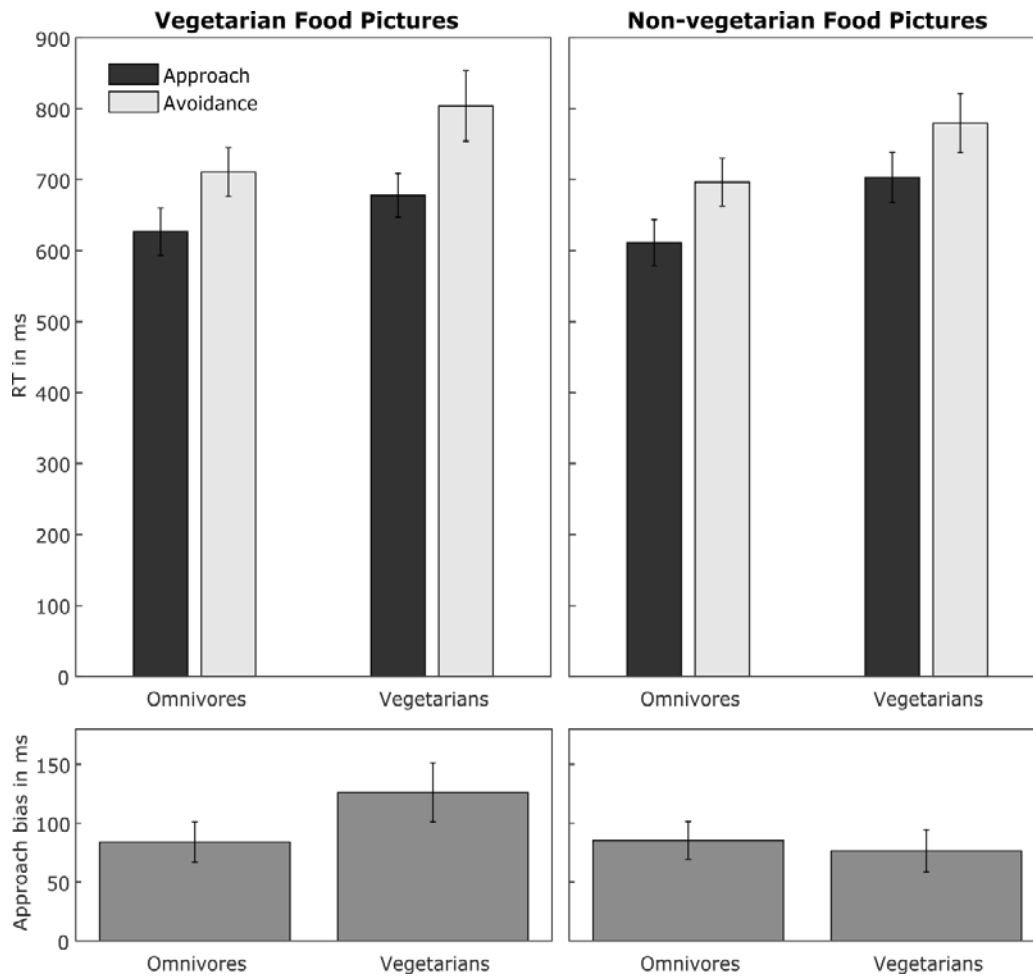 Vegetarian Food Pictures
Non-vegetarian Food Pictures
RT in ms
900
800
700
600
500
400
300
200
100
0
Approach
Avoidance
Omnivores
Vegetarians
Omnivores
Vegetarians
Approach bias in ms
150
100
50
0
Omnivores
Vegetarians
Omnivores
Vegetarians